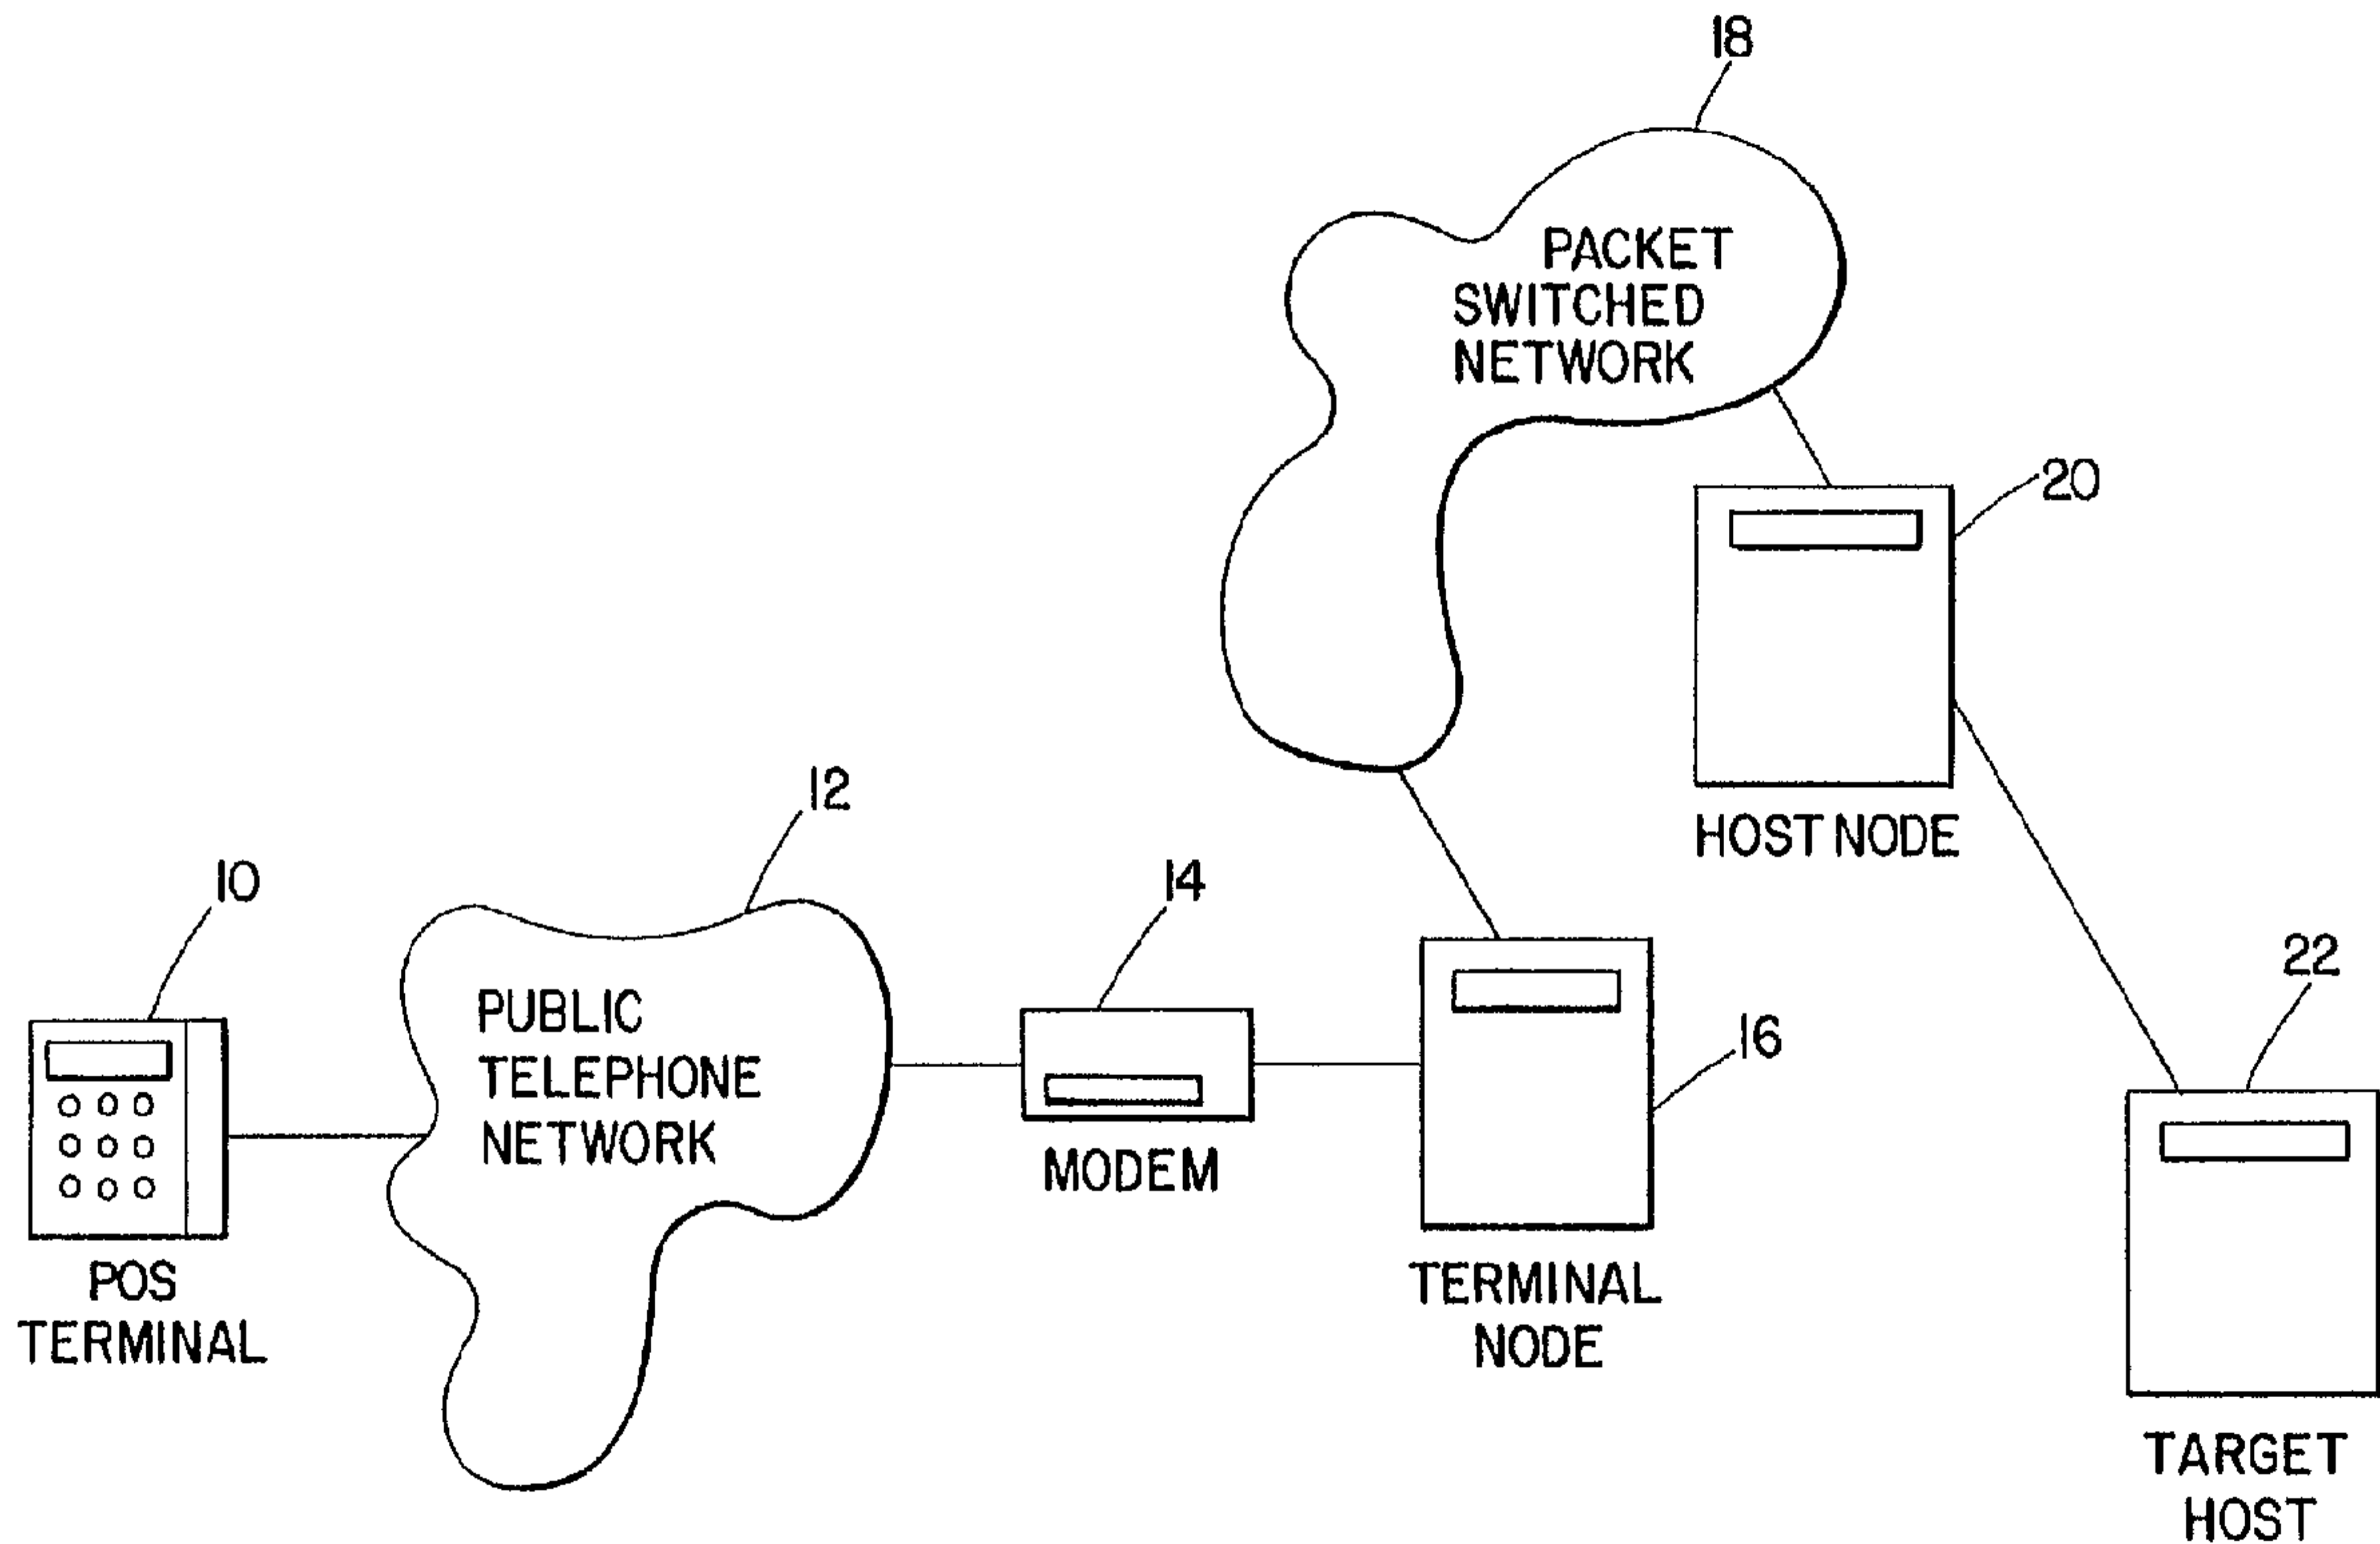 18
PACKET
SWITCHED
NETWORK
20
HOST NODE
12
10
14
22
16
PUBLIC
TELEPHONE
NETWORK
MODEM
POS
TERMINAL
TERMINAL
NODE
TARGET
HOST